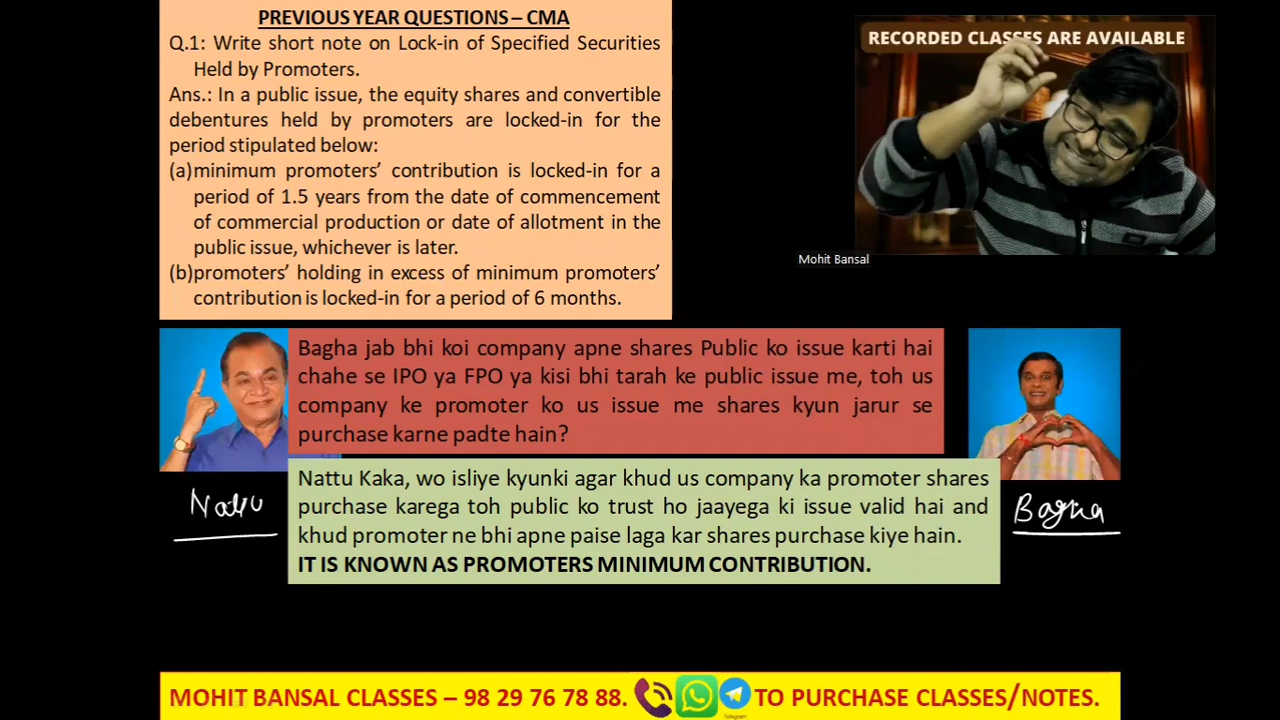 PREVIOUS YEAR QUESTIONS – CMA
Q.1: Write short note on Lock-in of Specified Securities
Held by Promoters.
Ans.: In a public issue, the equity shares and convertible
debentures held by promoters are locked-in for the
period stipulated below:
(a)minimum promoters’ contribution is locked-in for a
period of 1.5 years from the date of commencement
of commercial production or date of allotment in the
public issue, whichever is later.
(b)promoters’ holding in excess of minimum promoters’
contribution is locked-in for a period of 6 months.
RECORDED CLASSES ARE AVAILABLE
Mohit Bansal
Bagha jab bhi koi company apne shares Public ko issue karti hai
chahe se IPO ya FPO ya kisi bhi tarah ke public issue me, toh us
company ke promoter ko us issue me shares kyun jarur se
purchase karne padte hain?
Nattu Kaka, wo isliye kyunki agar khud us company ka promoter shares
purchase karega toh public ko trust ho jaayega ki issue valid hai and
khud promoter ne bhi apne paise laga kar shares purchase kiye hain.
IT IS KNOWN AS PROMOTERS MINIMUM CONTRIBUTION.
Nattu
Bagha
MOHIT BANSAL CLASSES – 98 29 76 78 88. TO PURCHASE CLASSES/NOTES.
Telegram